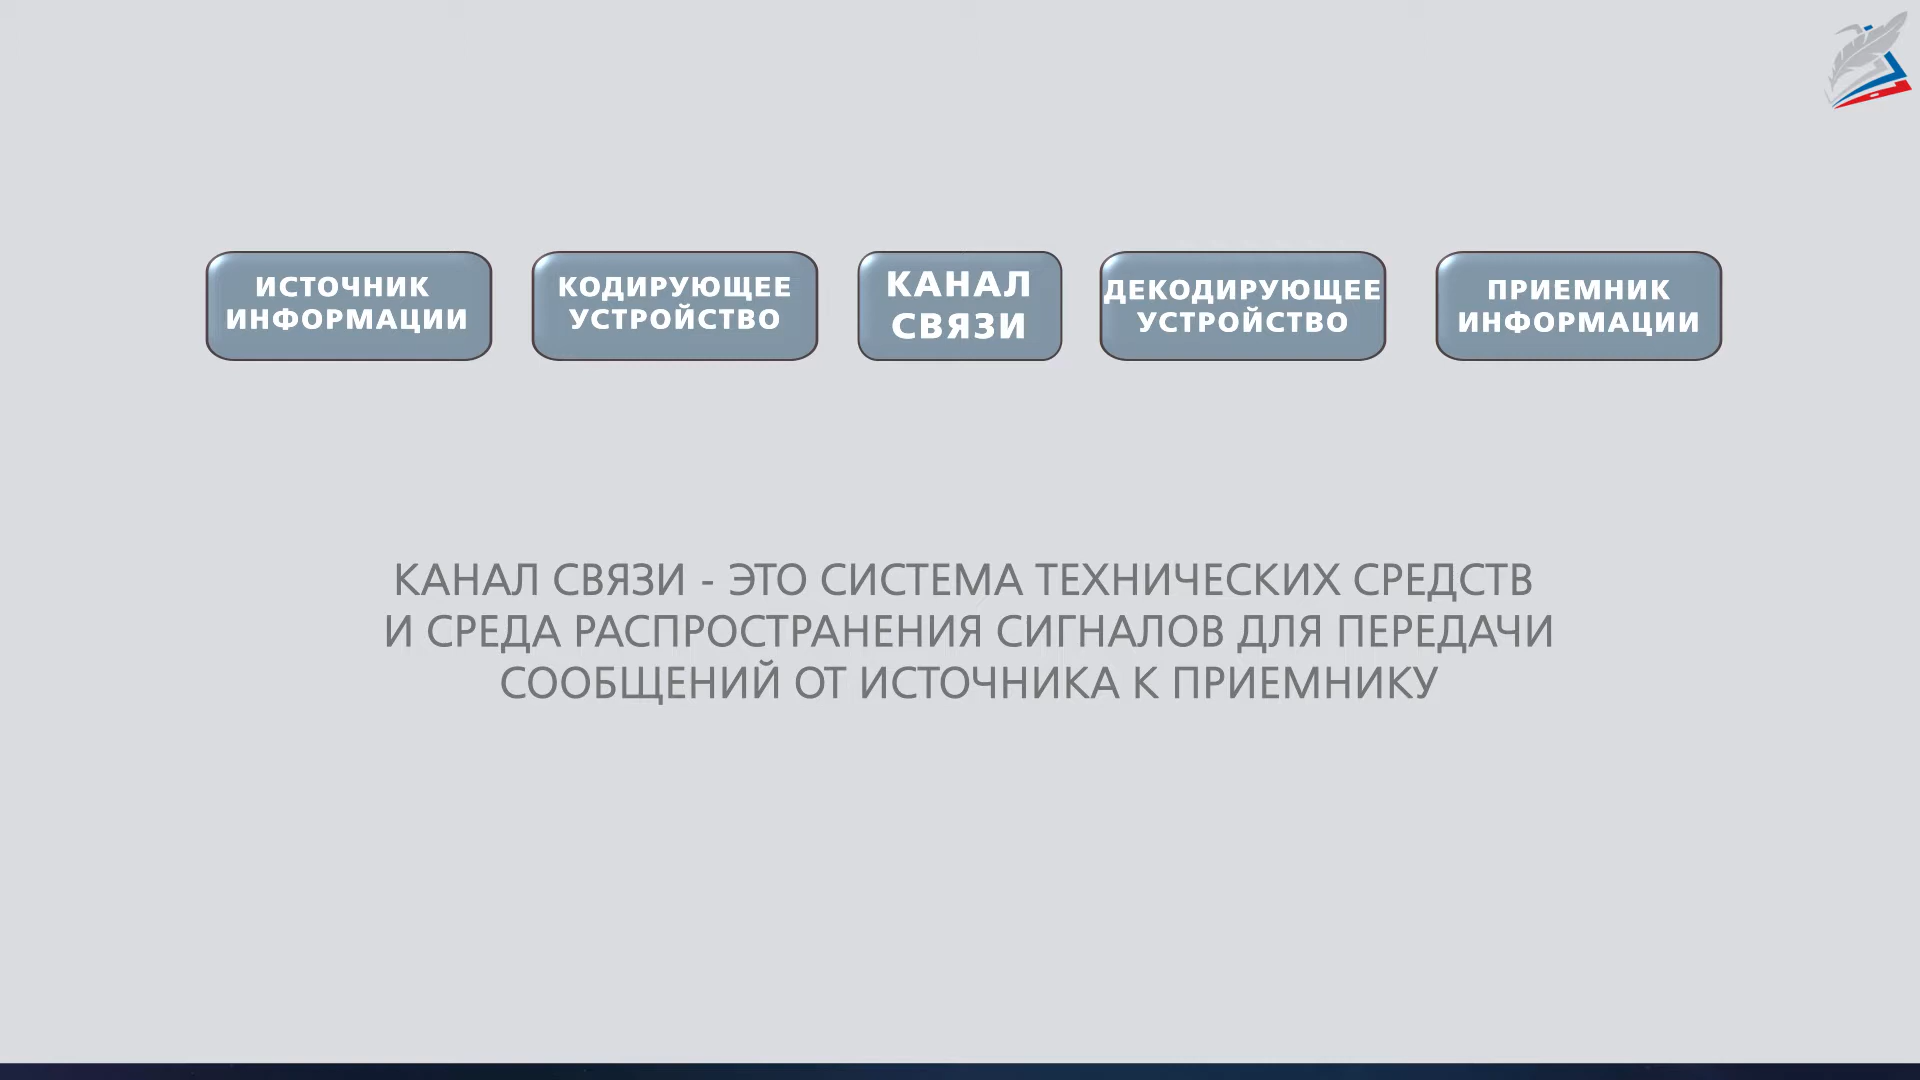 ИСТОЧНИК
ИНФОРМАЦИИ
КОДИРУЮЩЕЕ
УСТРОЙСТВО
КАНАЛ
СВЯЗИ
ДЕКОДИРУЮЩЕЕ
УСТРОЙСТВО
ПРИЕМНИК
ИНФОРМАЦИИ
КАНАЛ СВЯЗИ - ЭТО СИСТЕМА ТЕХНИЧЕСКИХ СРЕДСТВ
И СРЕДА РАСПРОСТРАНЕНИЯ СИГНАЛОВ ДЛЯ ПЕРЕДАЧИ
СООБЩЕНИЙ ОТ ИСТОЧНИКА К ПРИЕМНИКУ